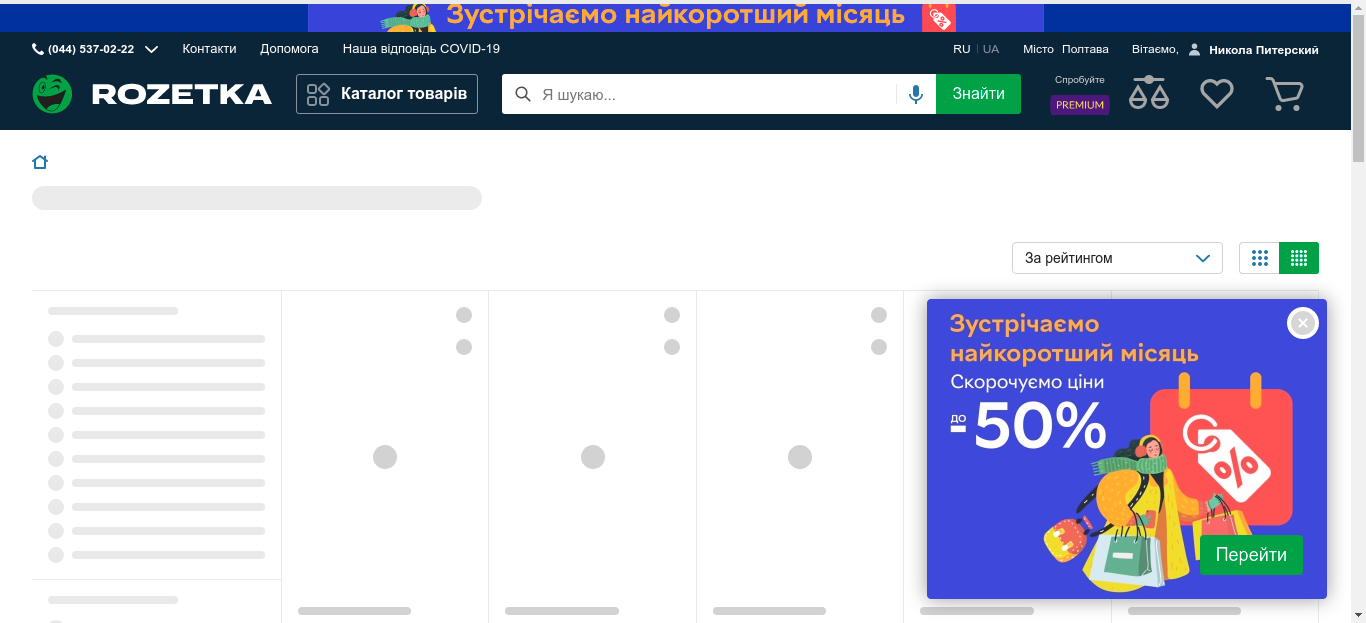 Зустрічаємо найкоротший місяць
(044) 537-02-22 Контакти Допомога Наша відповідь COVID-19 RU UA Місто Полтава Вітаємо, Никола Питерский
ROZETKA Каталог товарів Я шукаю... Знайти Спробуйте
PREMIUM
За рейтингом
Зустрічаємо
найкоротший місяць
Скорочуємо ціни
до
-50%
%
Перейти